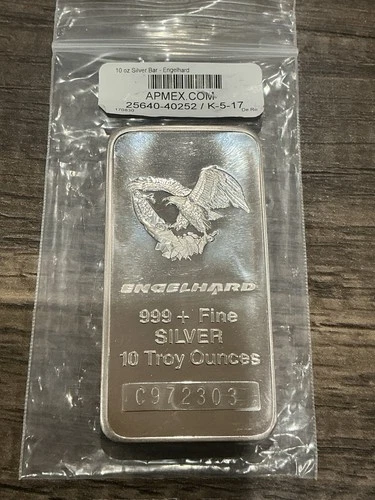 10 oz Silver Bar - Engelhard
APMEX.COM
25640-40252 / K-5-17
ENGELHARD
999 + Fine
SILVER
10 Troy Ounces
C972303